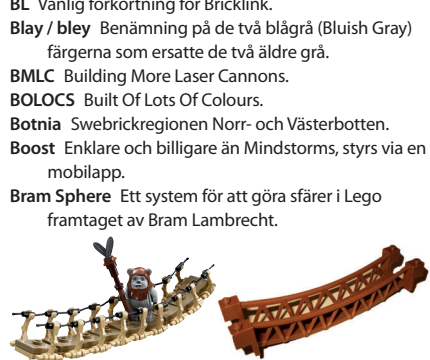 BL Vanlig förkortning för Bricklink.
Blay / bley Benämning på de två blågrå (Bluish Gray)
färgerna som ersatte de två äldre grå.
BMLC Building More Laser Cannons.
BOLOCS Built Of Lots Of Colours.
Botnia Swebrickregionen Norr- och Västerbotten.
Boost Enklare och billigare än Mindstorms, styrs via en
mobilapp.
Bram Sphere Ett system för att göra sfärer i Lego
framtaget av Bram Lambrecht.